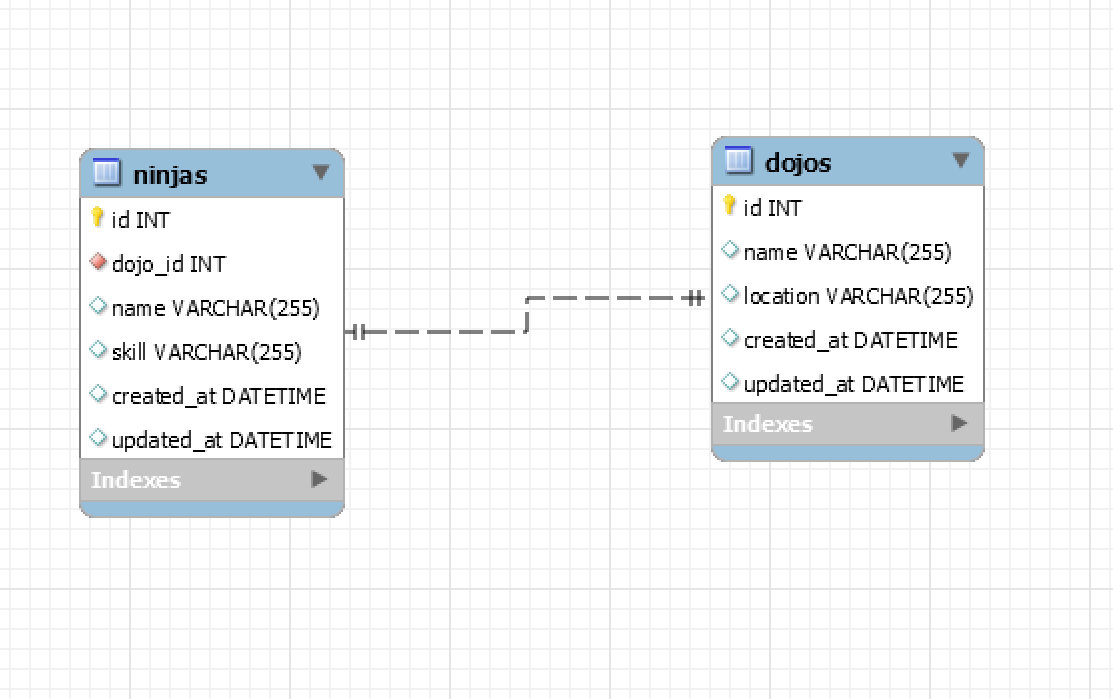 ninjas
id INT
dojo_id INT
name VARCHAR(255)
skill VARCHAR(255)
created_at DATETIME
updated_at DATETIME
Indexes
dojos
id INT
name VARCHAR(255)
location VARCHAR(255)
created_at DATETIME
updated_at DATETIME
Indexes